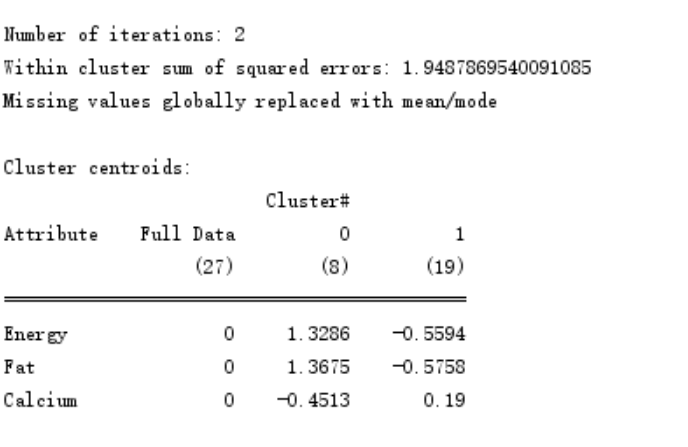 Number of iterations: 2
Within cluster sum of squared errors: 1.9487869540091085
Missing values globally replaced with mean/mode
Cluster centroids:
Cluster#
Attribute Full Data 0 1
(27) (8) (19)
Energy 0 1.3286 -0.5594
Fat 0 1.3675 -0.5758
Calcium 0 -0.4513 0.19